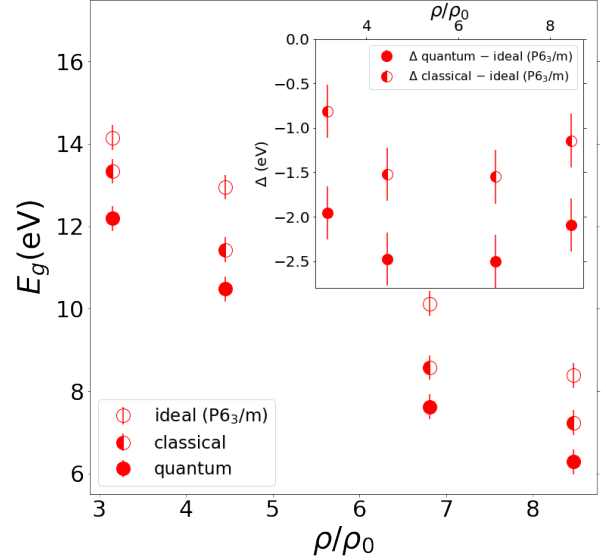 ρ/ρ₀
4 6 8
0.0
−0.5
−1.0
−1.5
−2.0
−2.5
Δ (eV)
Δ quantum − ideal (P6₃/m)
Δ classical − ideal (P6₃/m)
16
14
12
10
8
6
E_g(eV)
ideal (P6₃/m)
classical
quantum
3 4 5 6 7 8
ρ/ρ₀